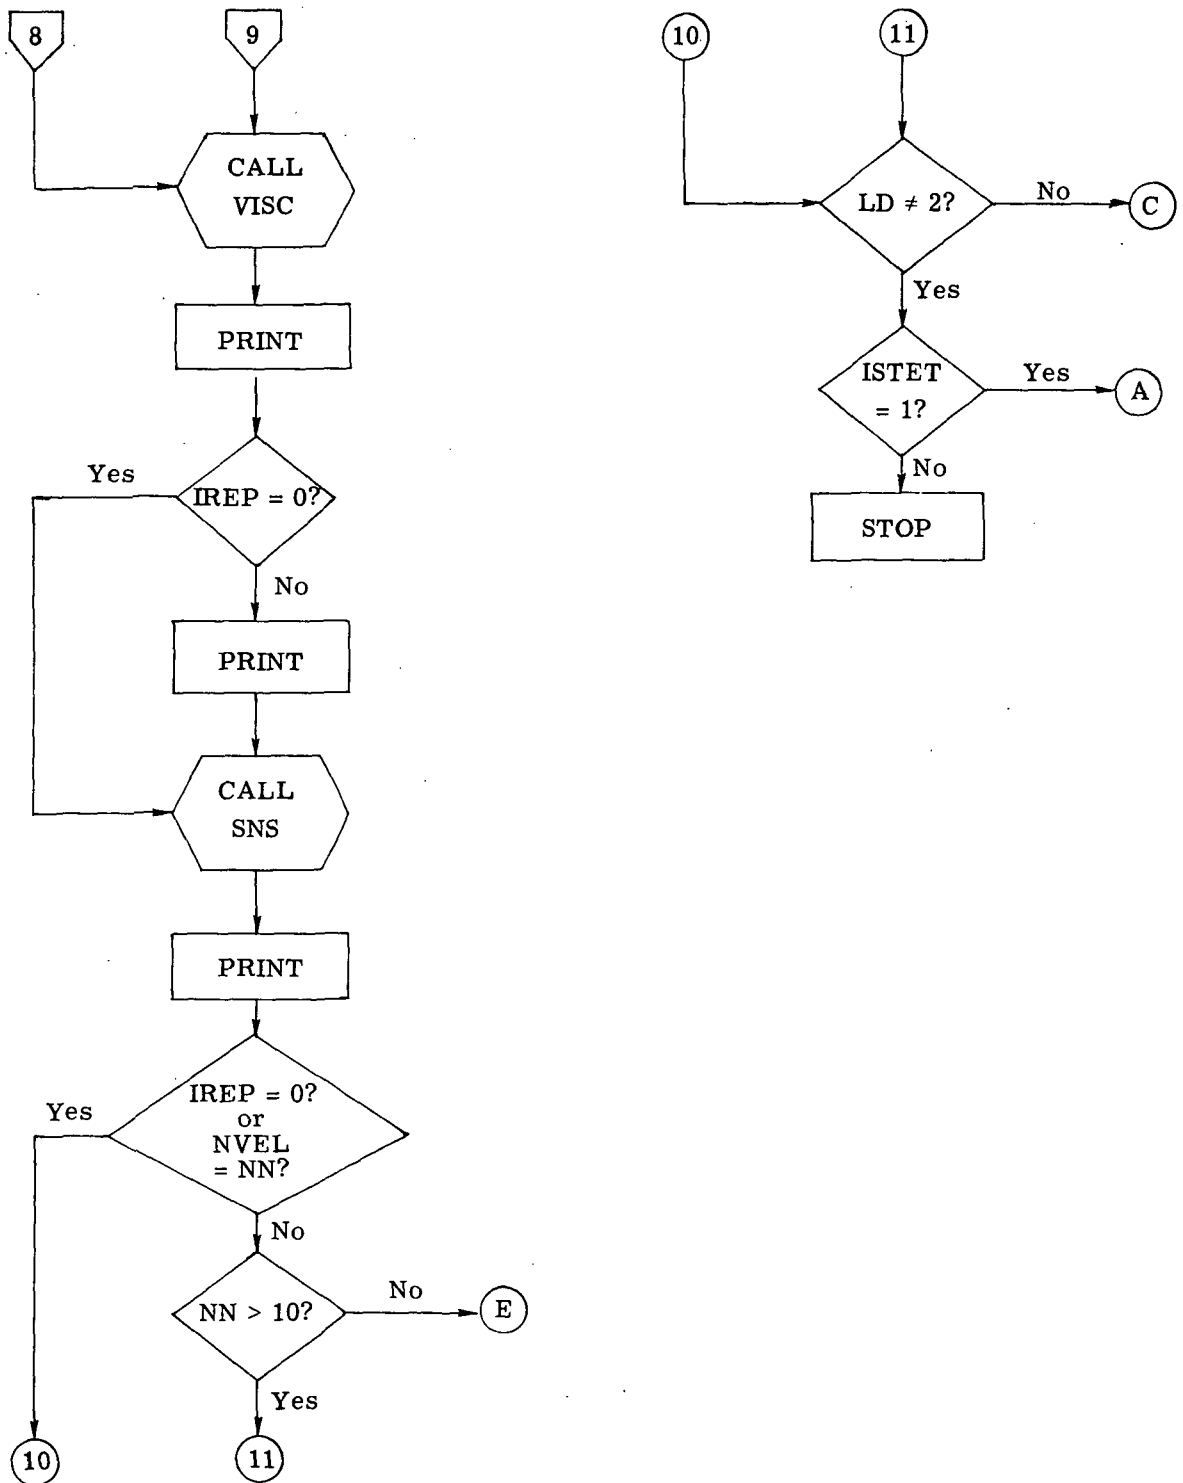 8
9
CALL
VISC
PRINT
Yes
IREP = 0?
No
PRINT
CALL
SNS
PRINT
Yes
IREP = 0?
or
NVEL
= NN?
No
NN > 10?
No
E
Yes
10
11
10
11
LD ≠ 2?
No
C
Yes
ISTET
= 1?
Yes
A
No
STOP